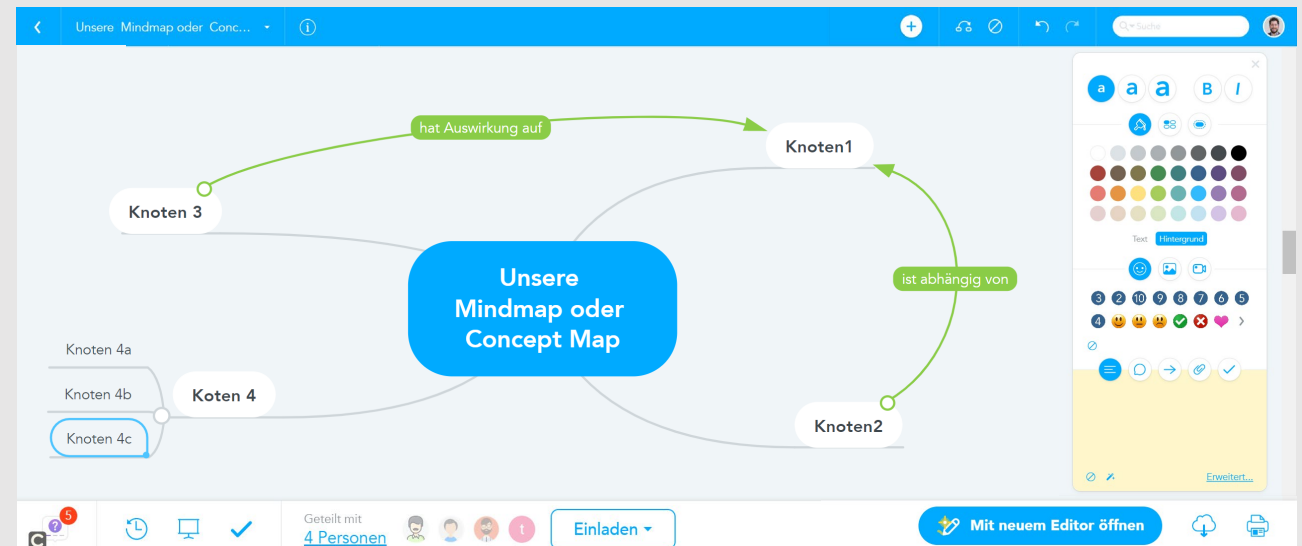 Unsere Mindmap oder Conc...
Suche
hat Auswirkung auf
Knoten1
Knoten 3
Unsere
Mindmap oder
Concept Map
ist abhängig von
Knoten 4a
Knoten 4b
Knoten 4c
Koten 4
Knoten2
a a a B I
Text Hintergrund
3 2 10 9 8 7 6 5
4
Erweitert...
5
?
C
Geteilt mit
4 Personen
t
Einladen
Mit neuem Editor öffnen